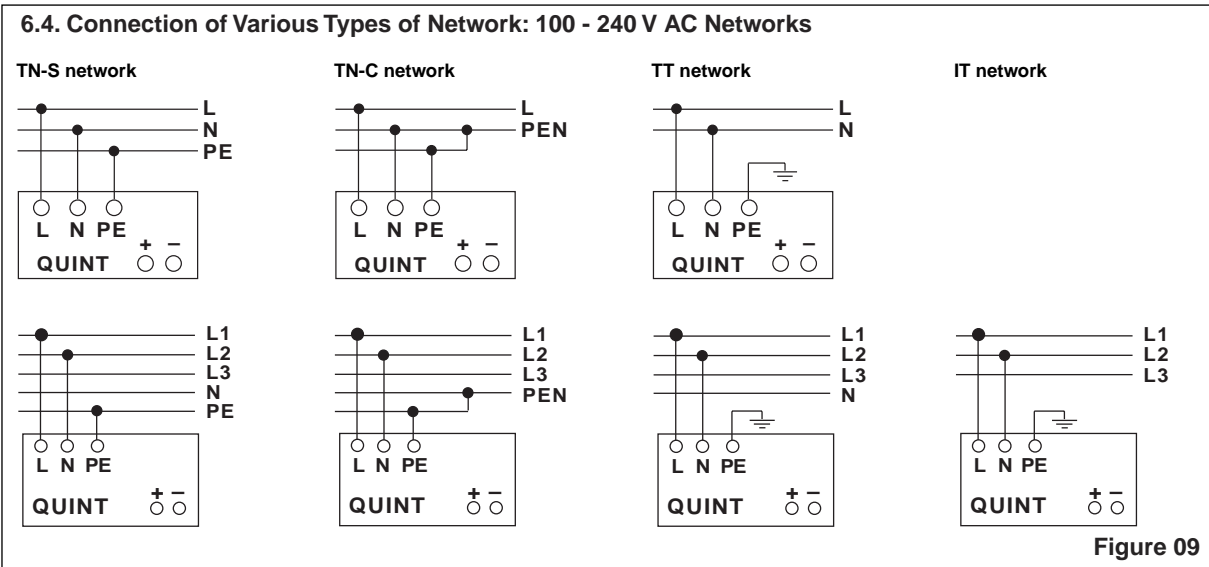 6.4. Connection of Various Types of Network: 100 - 240 V AC Networks
TN-S network
L
N
PE
L N PE
+ –
QUINT
TN-C network
L
PEN
L N PE
+ –
QUINT
TT network
L
N
L N PE
+ –
QUINT
IT network
L1
L2
L3
N
PE
L N PE
+ –
QUINT
L1
L2
L3
PEN
L N PE
+ –
QUINT
L1
L2
L3
N
L N PE
+ –
QUINT
L1
L2
L3
L N PE
+ –
QUINT
Figure 09